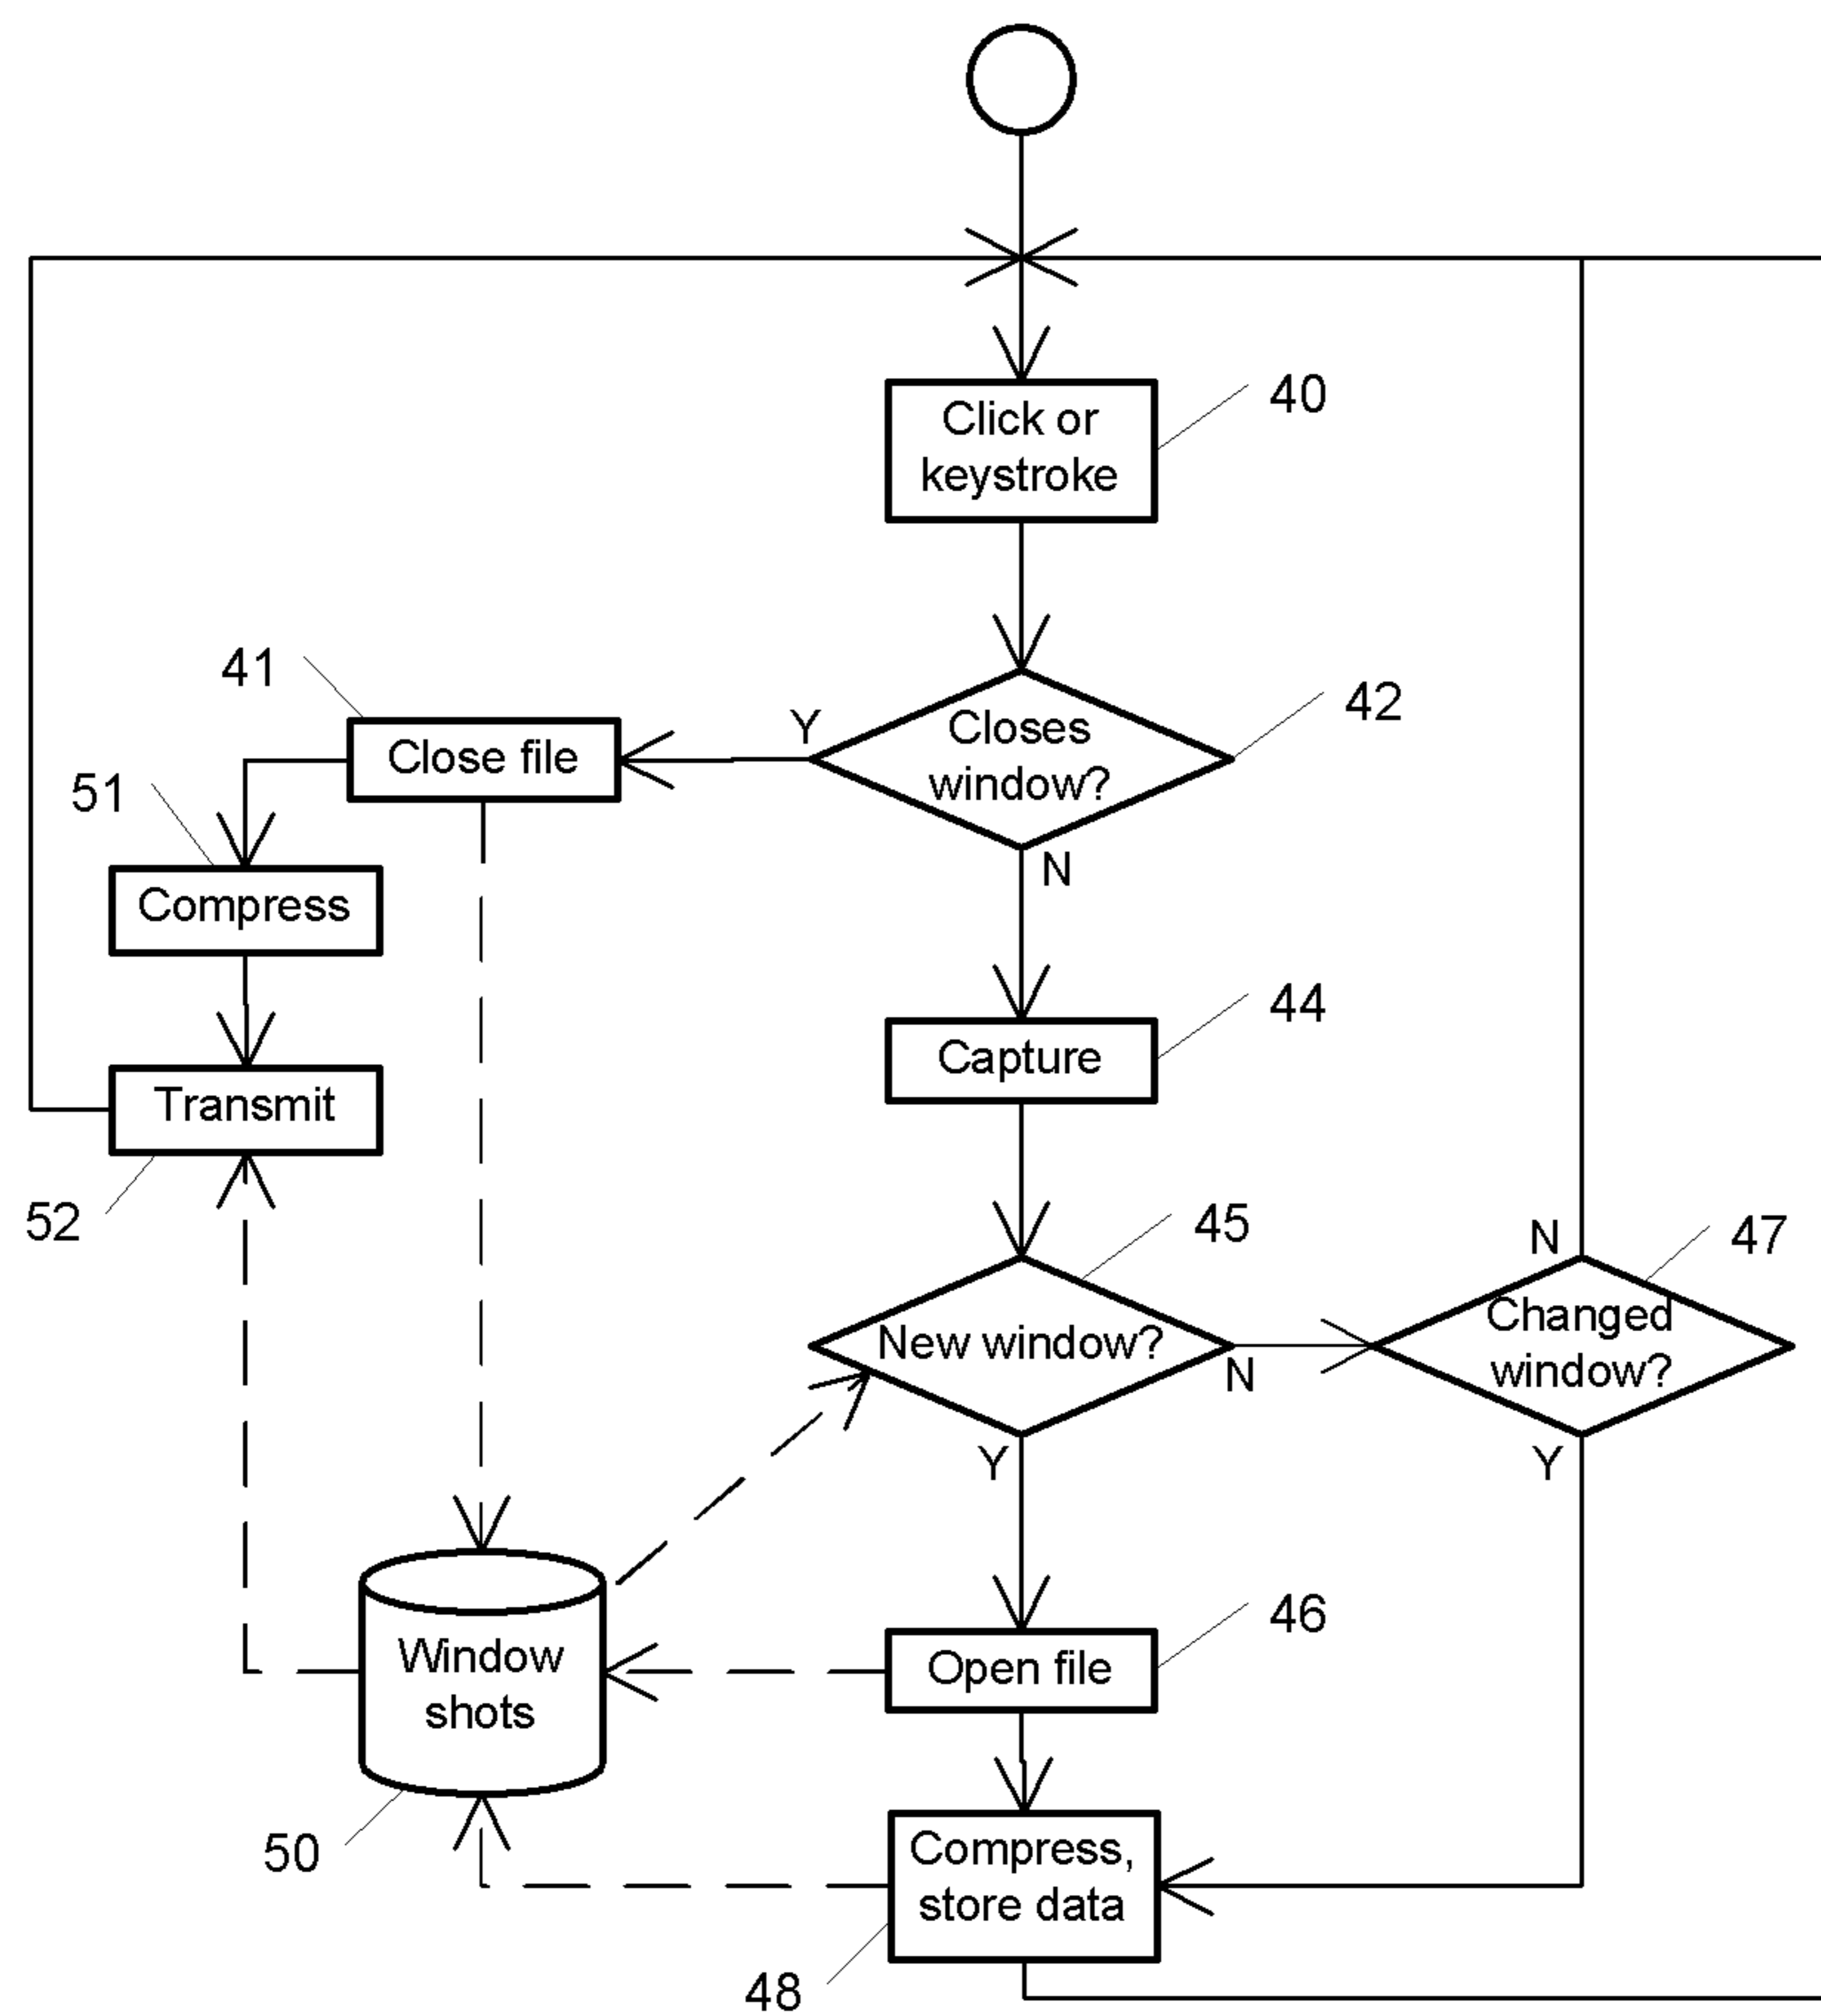 Click or
keystroke
40
41
Closes
window?
42
Y
Close file
51
N
Compress
Capture
44
Transmit
52
45
N
47
New window?
N
Changed
window?
Y
Y
46
Window
shots
Open file
50
Compress,
store data
48